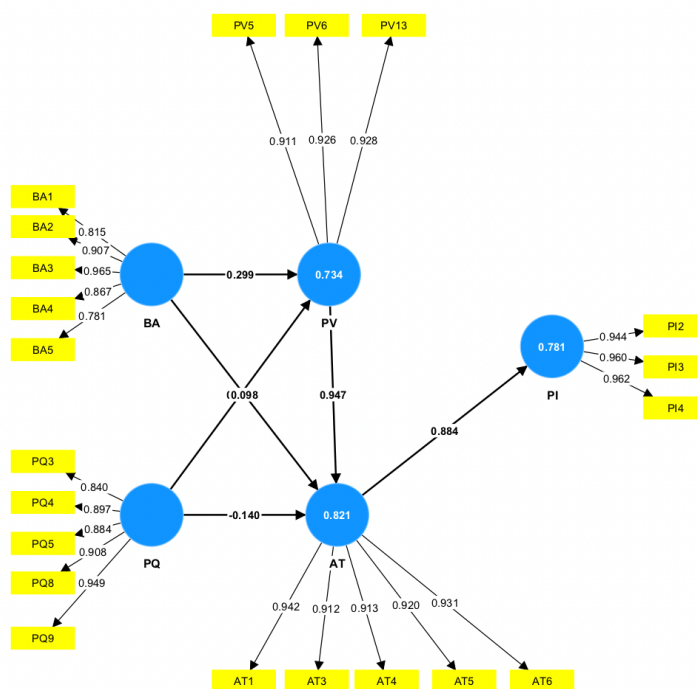 PV5 PV6 PV13
0.911 0.926 0.928
BA1
BA2
BA3
BA4
BA5
0.815
0.907
0.965
0.867
0.781
BA
0.299
0.734
PV
0.098
0.947
0.781
PI
0.944
0.960
0.962
PI2
PI3
PI4
0.884
PQ3
PQ4
PQ5
PQ8
PQ9
0.840
0.897
0.884
0.908
0.949
PQ
-0.140
0.821
AT
0.942 0.912 0.913 0.920 0.931
AT1 AT3 AT4 AT5 AT6